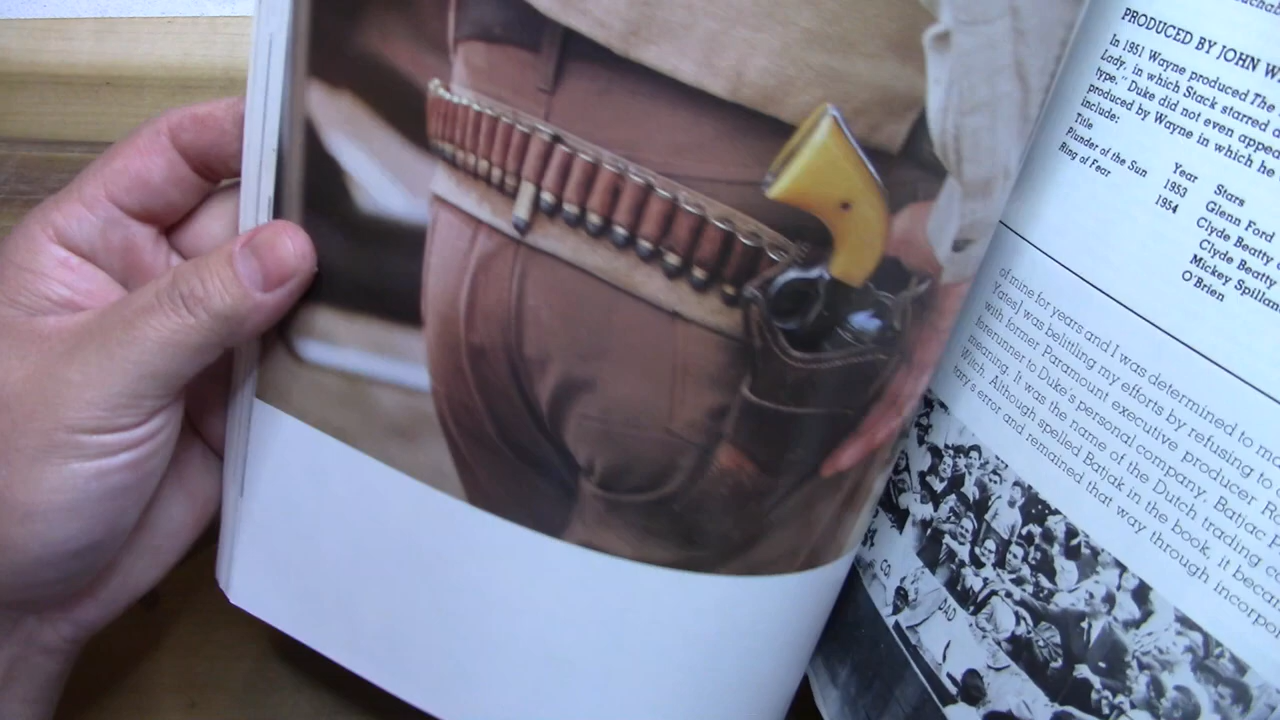 PRODUCED BY JOHN W
In 1951 Wayne produced The
Lady, in which Stack starred a
type." Duke did not even appea
produced by Wayne in which he
include:
Title Year Stars
Plunder of the Sun 1953 Glenn Ford
Ring of Fear 1954 Clyde Beatty
Clyde Beatty
Mickey Spillan
O'Brien
of mine for years and I was determined to
Yates] was belittling my efforts by refusing to
with former Paramount executive producer
forerunner to Duke's personal company, Batjac
meaning. It was the name of the Dutch trading co
Witch. Although spelled Batjak in the book, it becam
tary's error and remained that way through incorpo
CO.
DAD